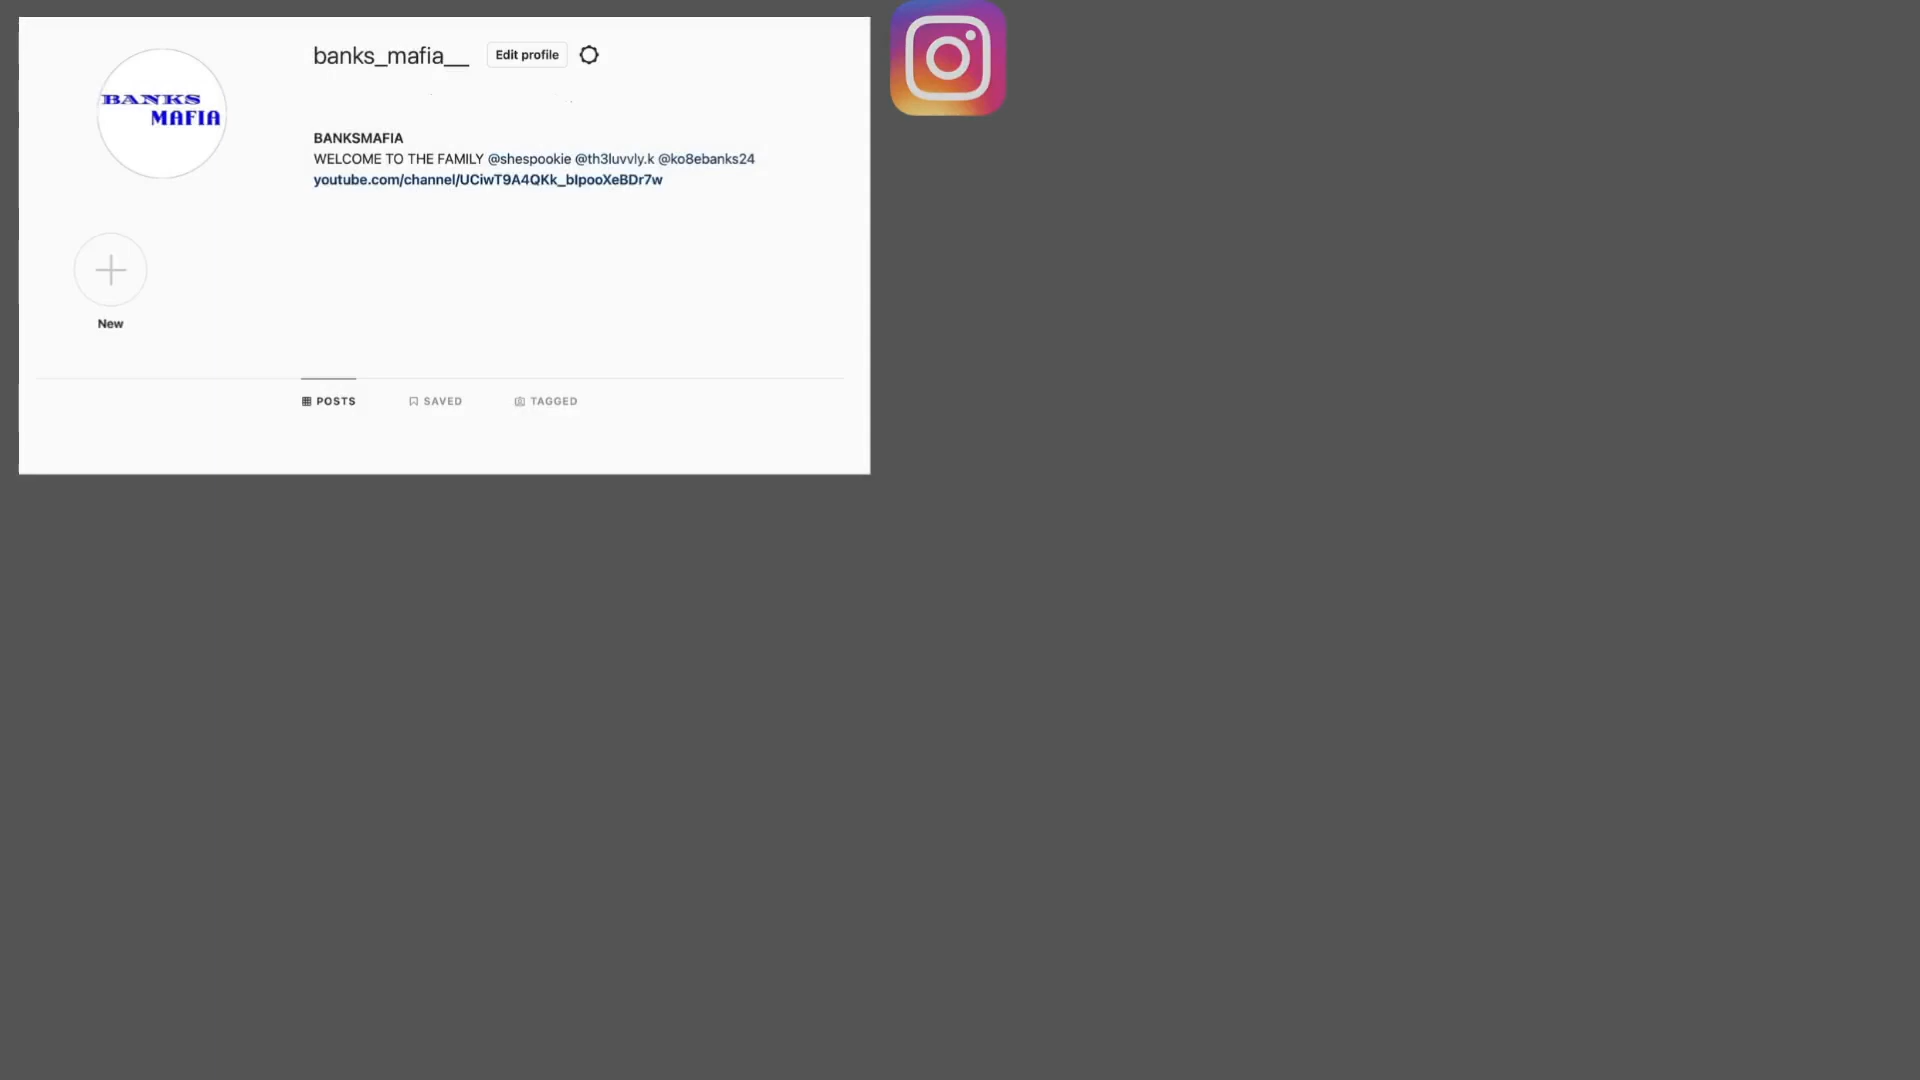 banks_mafia__ Edit profile
BANKS
MAFIA
BANKSMAFIA
WELCOME TO THE FAMILY @shespookie @th3luvvly.k @ko8ebanks24
youtube.com/channel/UCiwT9A4QKk_bIpooXeBDr7w
New
POSTS SAVED TAGGED